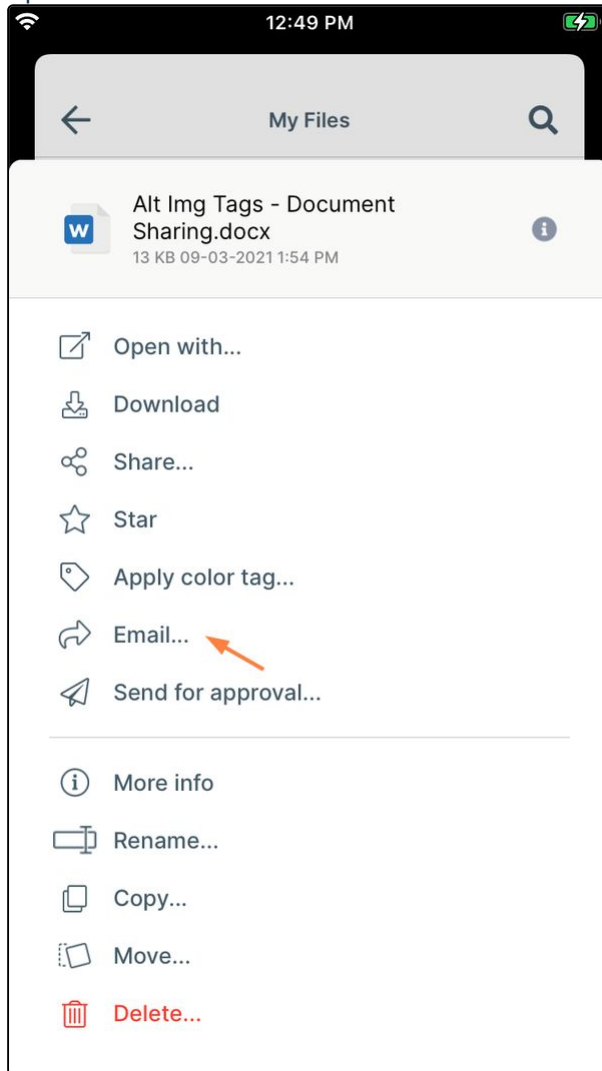 12:49 PM
My Files
W
Alt Img Tags - Document
Sharing.docx
13 KB 09-03-2021 1:54 PM
Open with...
Download
Share...
Star
Apply color tag...
Email...
Send for approval...
More info
Rename...
Copy...
Move...
Delete...